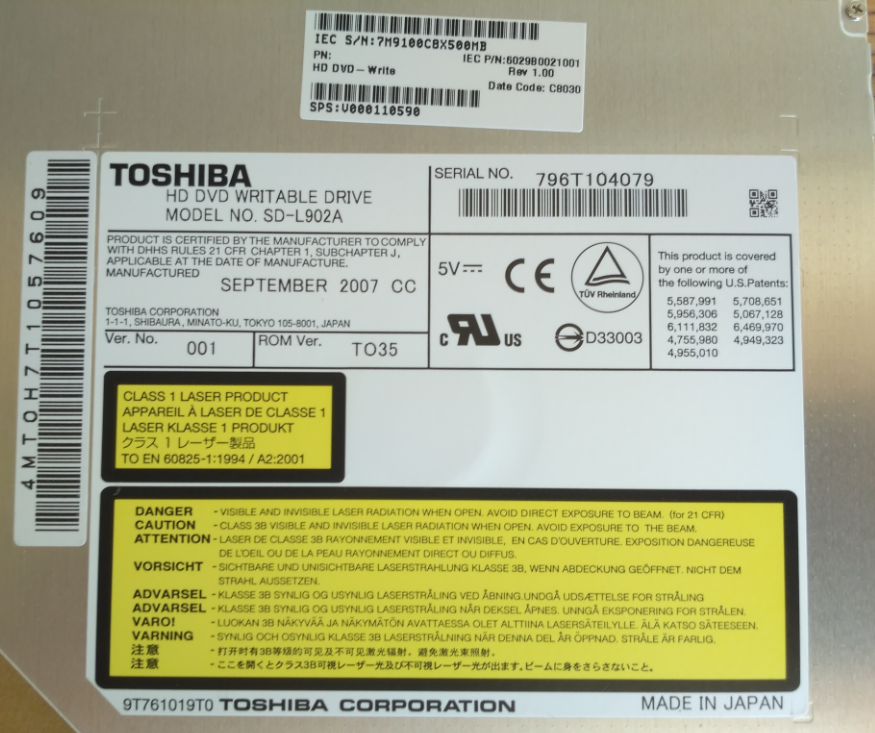 IEC S/N:7M9100CBX500MB
PN:
IEC P/N:6029B0021001
HD DVD-Write
Rev 1.00
Date Code: C8030
SPS:V000110590
4MTOH7T1057609
TOSHIBA
HD DVD WRITABLE DRIVE
MODEL NO. SD-L902A
SERIAL NO. 796T104079
PRODUCT IS CERTIFIED BY THE MANUFACTURER TO COMPLY
WITH DHHS RULES 21 CFR CHAPTER 1, SUBCHAPTER J,
APPLICABLE AT THE DATE OF MANUFACTURE.
MANUFACTURED
SEPTEMBER 2007 CC
TOSHIBA CORPORATION
1-1-1, SHIBAURA, MINATO-KU, TOKYO 105-8001, JAPAN
Ver. No. 001
ROM Ver. TO35
5V
CE
TÜV Rheinland
c RU US
D33003
This product is covered
by one or more of
the following U.S.Patents:
5,587,991 5,708,651
5,956,306 5,067,128
6,111,832 6,469,970
4,755,980 4,949,323
4,955,010
CLASS 1 LASER PRODUCT
APPAREIL À LASER DE CLASSE 1
LASER KLASSE 1 PRODUKT
クラス 1 レーザー製品
TO EN 60825-1:1994 / A2:2001
DANGER - VISIBLE AND INVISIBLE LASER RADIATION WHEN OPEN. AVOID DIRECT EXPOSURE TO BEAM. (for 21 CFR)
CAUTION - CLASS 3B VISIBLE AND INVISIBLE LASER RADIATION WHEN OPEN. AVOID EXPOSURE TO THE BEAM.
ATTENTION - LASER DE CLASSE 3B RAYONNEMENT VISIBLE ET INVISIBLE, EN CAS D'OUVERTURE. EXPOSITION DANGEREUSE
DE L'OEIL OU DE LA PEAU RAYONNEMENT DIRECT OU DIFFUS.
VORSICHT - SICHTBARE UND UNISICHTBARE LASERSTRAHLUNG KLASSE 3B, WENN ABDECKUNG GEÖFFNET. NICHT DEM
STRAHL AUSSETZEN.
ADVARSEL - KLASSE 3B SYNLIG OG USYNLIG LASERSTRÅLING VED ÅBNING.UNDGÅ UDSÆTTELSE FOR STRÅLING
ADVARSEL - KLASSE 3B SYNLIG OG USYNLIG LASERSTRÅLING NÅR DEKSEL ÅPNES. UNNGÅ EKSPONERING FOR STRÅLEN.
VARO! - LUOKAN 3B NÄKYVÄÄ JA NÄKYMÄTÖN AVATTAESSA OLET ALTTIINA LASERSÄTEILYLLE. ÄLÄ KATSO SÄTEESEEN.
VARNING - SYNLIG OCH OSYNLIG KLASSE 3B LASERSTRÅLNING NÄR DENNA DEL ÄR ÖPPNAD. STRÅLE ÄR FARLIG.
注意 - 打开时有3B等级的可见及不可见激光辐射。避免激光束照射。
注意 - ここを開くとクラス3B可視レーザー光及び不可視レーザー光が出ます。ビームに身をさらさないこと。
9T761019T0 TOSHIBA CORPORATION
MADE IN JAPAN